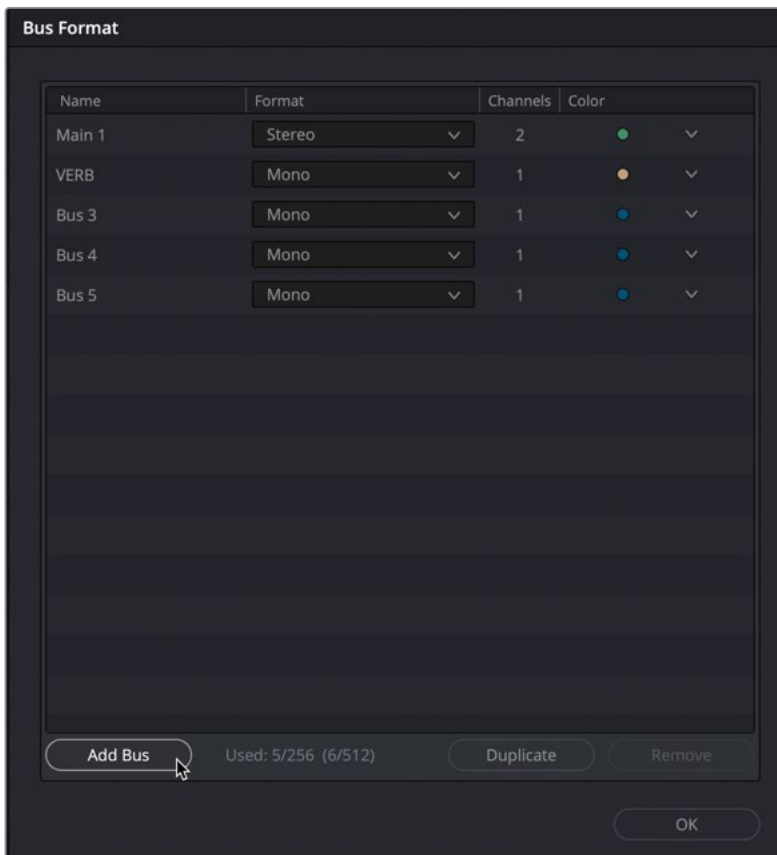 Bus Format
Name Format Channels Color
Main 1 Stereo 2
VERB Mono 1
Bus 3 Mono 1
Bus 4 Mono 1
Bus 5 Mono 1
Add Bus Used: 5/256 (6/512) Duplicate Remove
OK